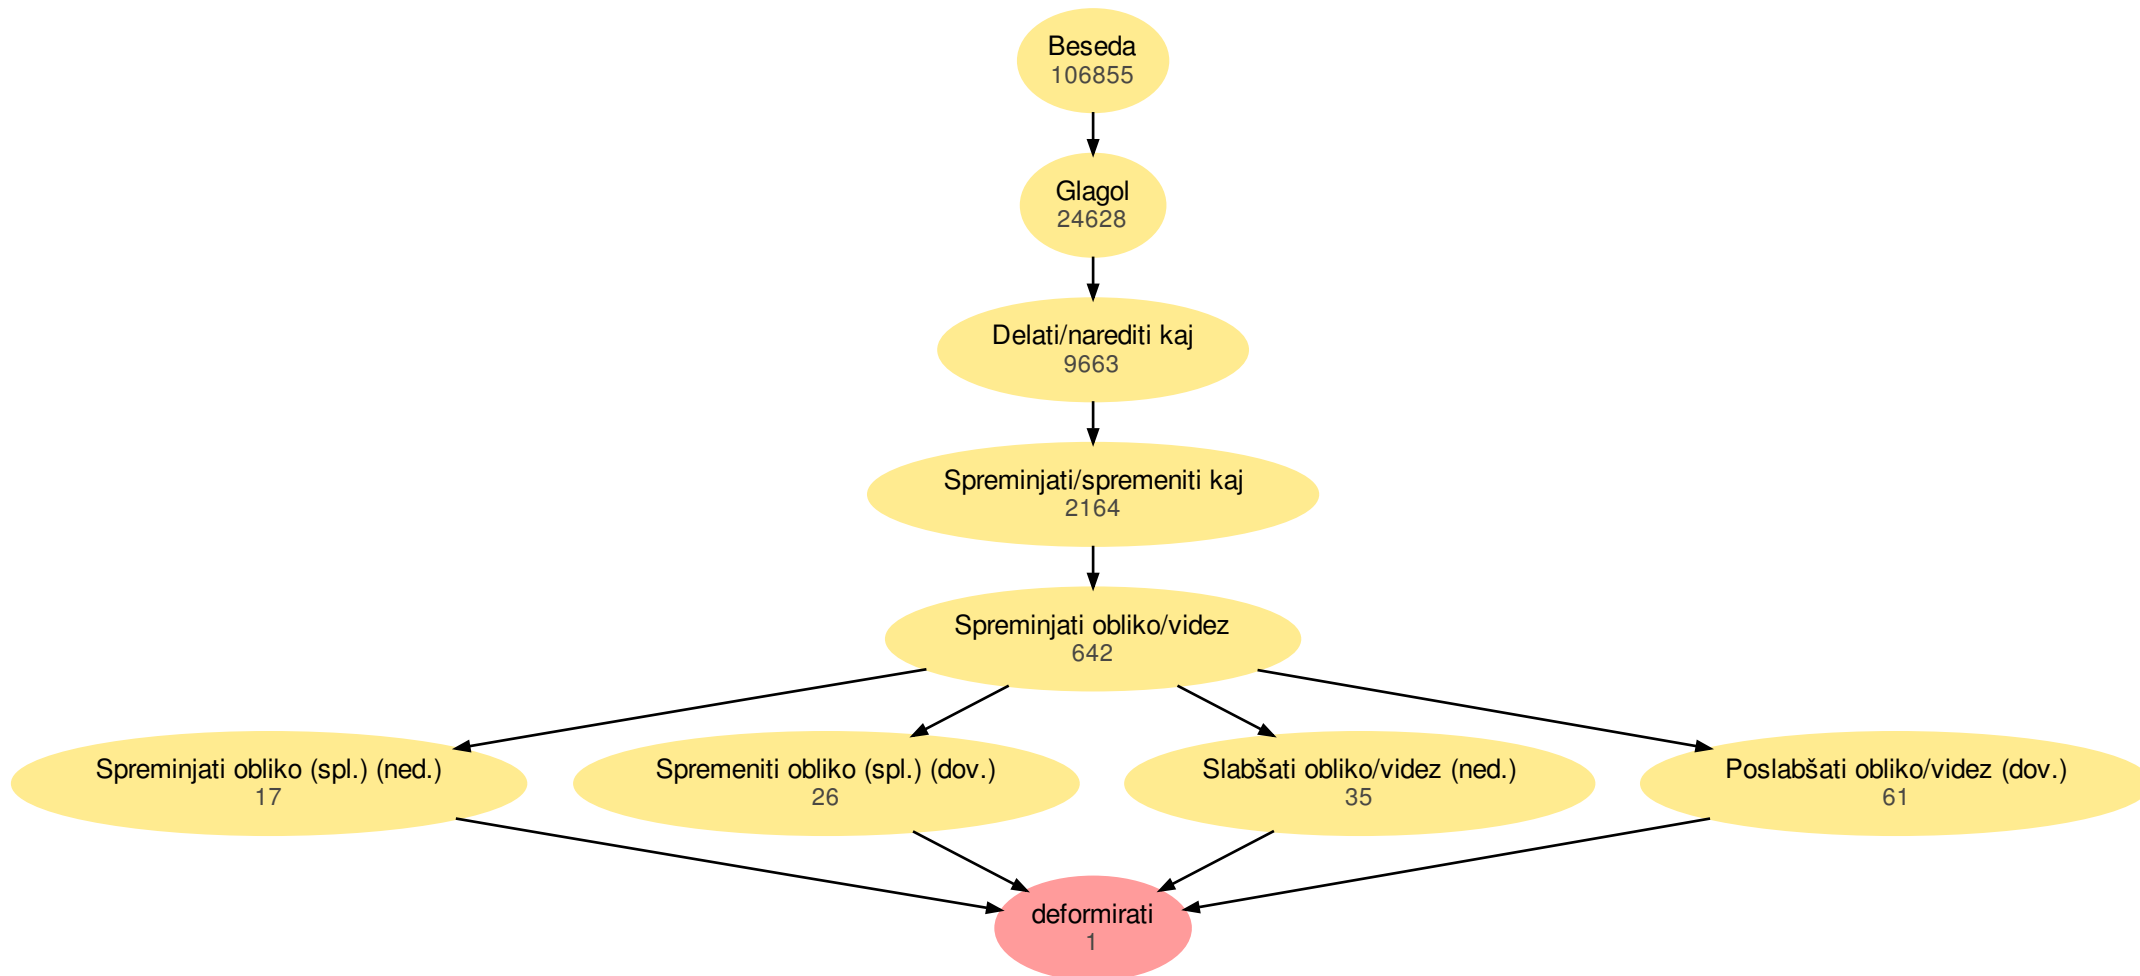 Beseda
106855
Glagol
24628
Delati/narediti kaj
9663
Spreminjati/spremeniti kaj
2164
Spreminjati obliko/videz
642
Spreminjati obliko (spl.) (ned.)
17
Spremeniti obliko (spl.) (dov.)
26
Slabšati obliko/videz (ned.)
35
Poslabšati obliko/videz (dov.)
61
deformirati
1